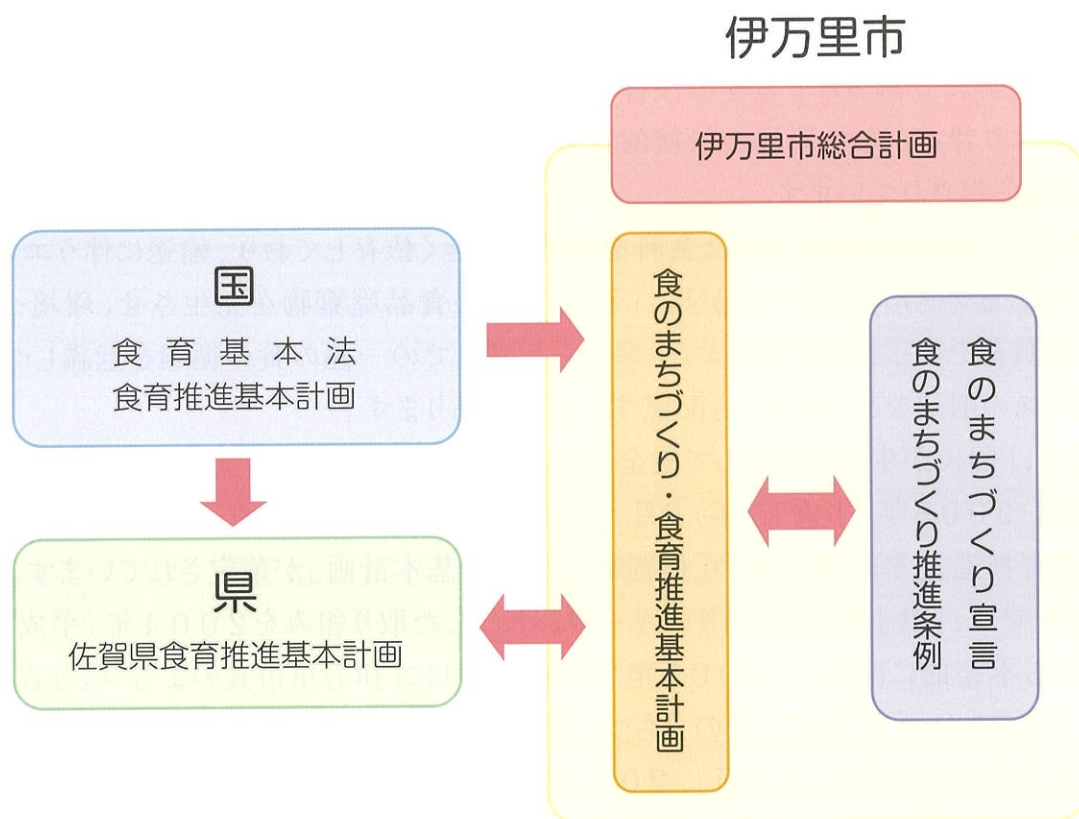 伊万里市
伊万里市総合計画
国
食育基本法
食育推進基本計画
県
佐賀県食育推進基本計画
食のまちづくり・食育推進基本計画
食のまちづくり宣言
食のまちづくり推進条例